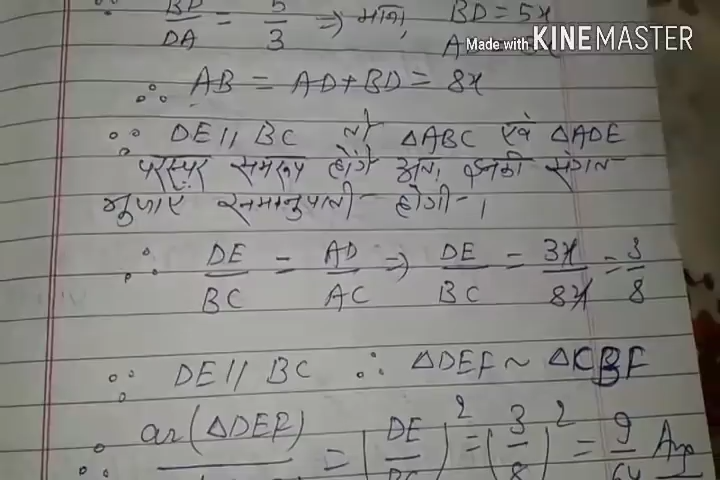 ∵ BD/DA = 5/3 ⇒ माना, BD = 5x
Made with KINEMASTER
∴ AB = AD + BD = 8x
∵ DE || BC तो △ABC एवं △ADE
परस्पर समरूप होंगे अतः इनकी संगत
भुजाएं समानुपाती होगी।
∴ DE/BC = AD/AC ⇒ DE/BC = 3x/8x = 3/8
∵ DE || BC ∴ △DEF ~ △CBF
∴ ar(△DEF) = (DE/BC)² = (3/8)² = 9/64 Ans